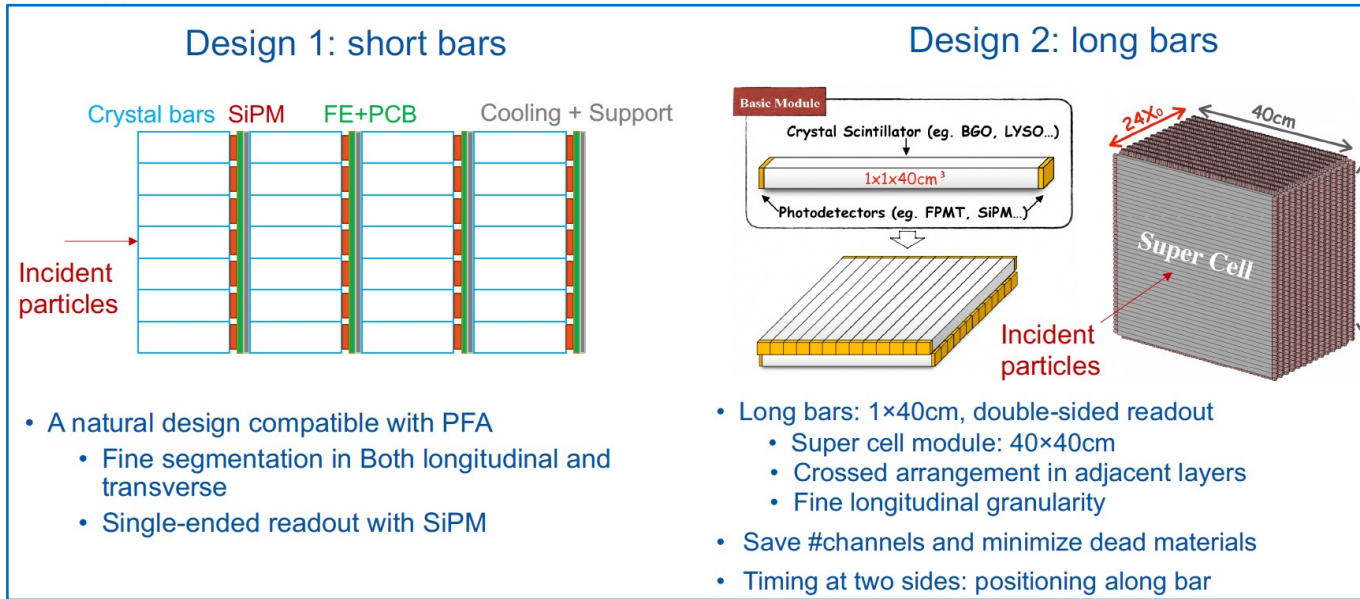 Design 1: short bars
Crystal bars SiPM FE+PCB Cooling + Support
Incident
particles
• A natural design compatible with PFA
• Fine segmentation in Both longitudinal and
transverse
• Single-ended readout with SiPM
Design 2: long bars
Basic Module
Crystal Scintillator (eg. BGO, LYSO...)
1x1x40cm³
Photodetectors (eg. FPMT, SiPM...)
24X₀
40cm
Super Cell
Incident
particles
• Long bars: 1×40cm, double-sided readout
• Super cell module: 40×40cm
• Crossed arrangement in adjacent layers
• Fine longitudinal granularity
• Save #channels and minimize dead materials
• Timing at two sides: positioning along bar